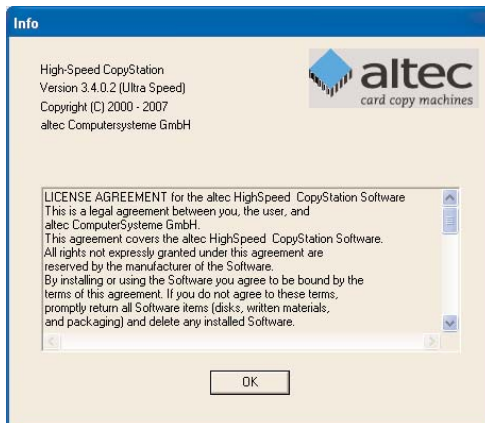 Info
High-Speed CopyStation
Version 3.4.0.2 (Ultra Speed)
Copyright (C) 2000 - 2007
altec Computersysteme GmbH
altec
card copy machines
LICENSE AGREEMENT for the altec HighSpeed CopyStation Software
This is a legal agreement between you, the user, and
altec ComputerSysteme GmbH.
This agreement covers the altec HighSpeed CopyStation Software.
All rights not expressly granted under this agreement are
reserved by the manufacturer of the Software.
By installing or using the Software you agree to be bound by the
terms of this agreement. If you do not agree to these terms,
promptly return all Software items (disks, written materials,
and packaging) and delete any installed Software.
OK